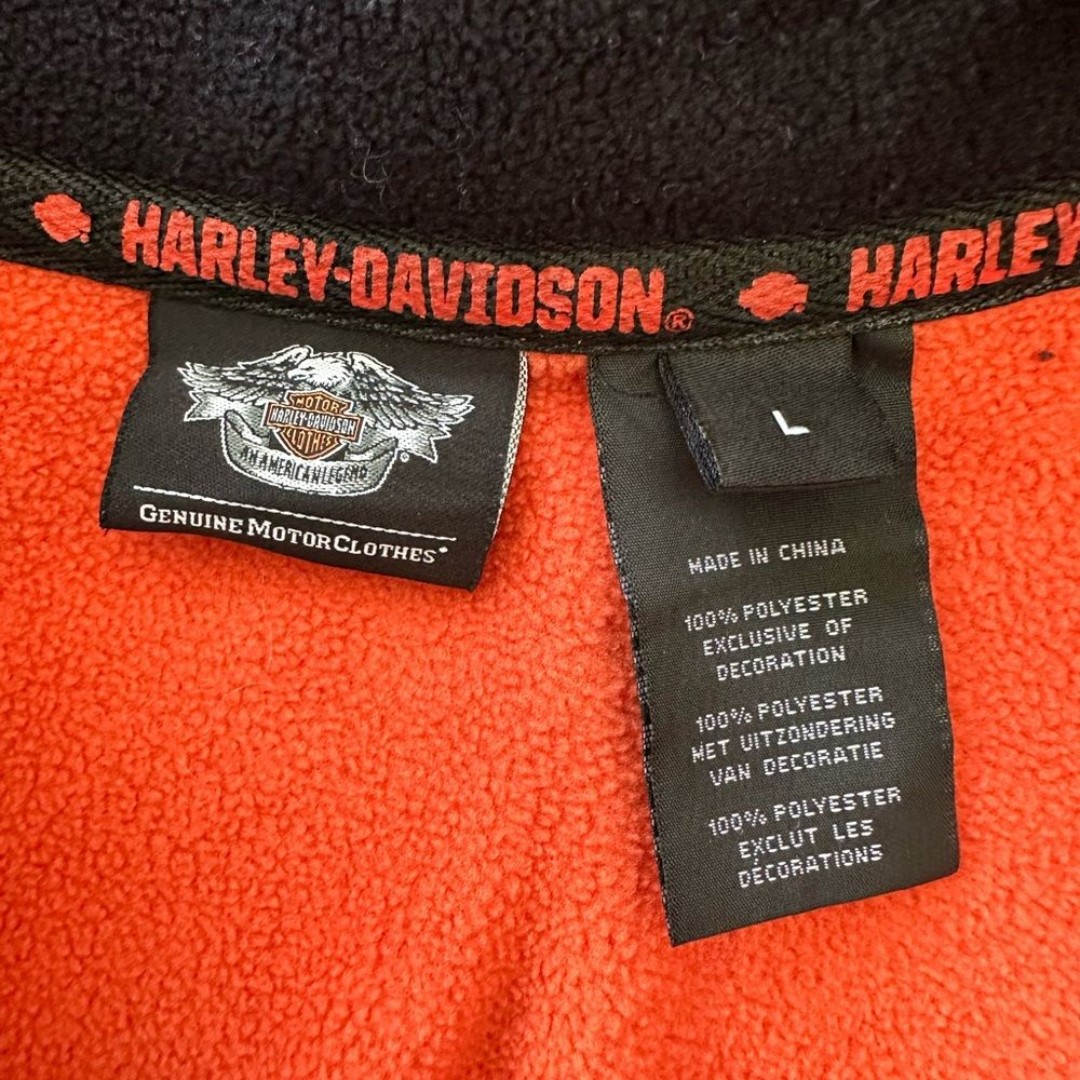 HARLEY-DAVIDSON®
HARLEY
MOTOR
HARLEY-DAVIDSON
CLOTHES
AN AMERICAN LEGEND
®
GENUINE MOTORCLOTHES
L
MADE IN CHINA
100% POLYESTER
EXCLUSIVE OF
DECORATION
100% POLYESTER
MET UITZONDERING
VAN DECORATIE
100% POLYESTER
EXCLUT LES
DÉCORATIONS